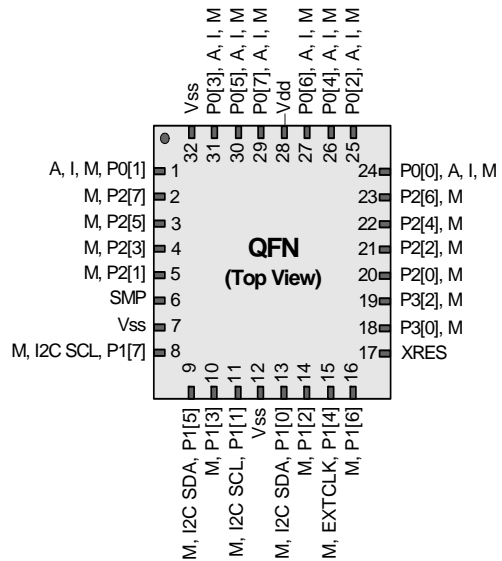 Vss
P0[3], A, I, M
P0[5], A, I, M
P0[7], A, I, M
Vdd
P0[6], A, I, M
P0[4], A, I, M
P0[2], A, I, M
32
31
30
29
28
27
26
25
A, I, M, P0[1] 1
M, P2[7] 2
M, P2[5] 3
M, P2[3] 4
M, P2[1] 5
SMP 6
Vss 7
M, I2C SCL, P1[7] 8
QFN
(Top View)
24 P0[0], A, I, M
23 P2[6], M
22 P2[4], M
21 P2[2], M
20 P2[0], M
19 P3[2], M
18 P3[0], M
17 XRES
9
10
11
12
13
14
15
16
M, I2C SDA, P1[5]
M, P1[3]
M, I2C SCL, P1[1]
Vss
M, I2C SDA, P1[0]
M, P1[2]
M, EXTCLK, P1[4]
M, P1[6]